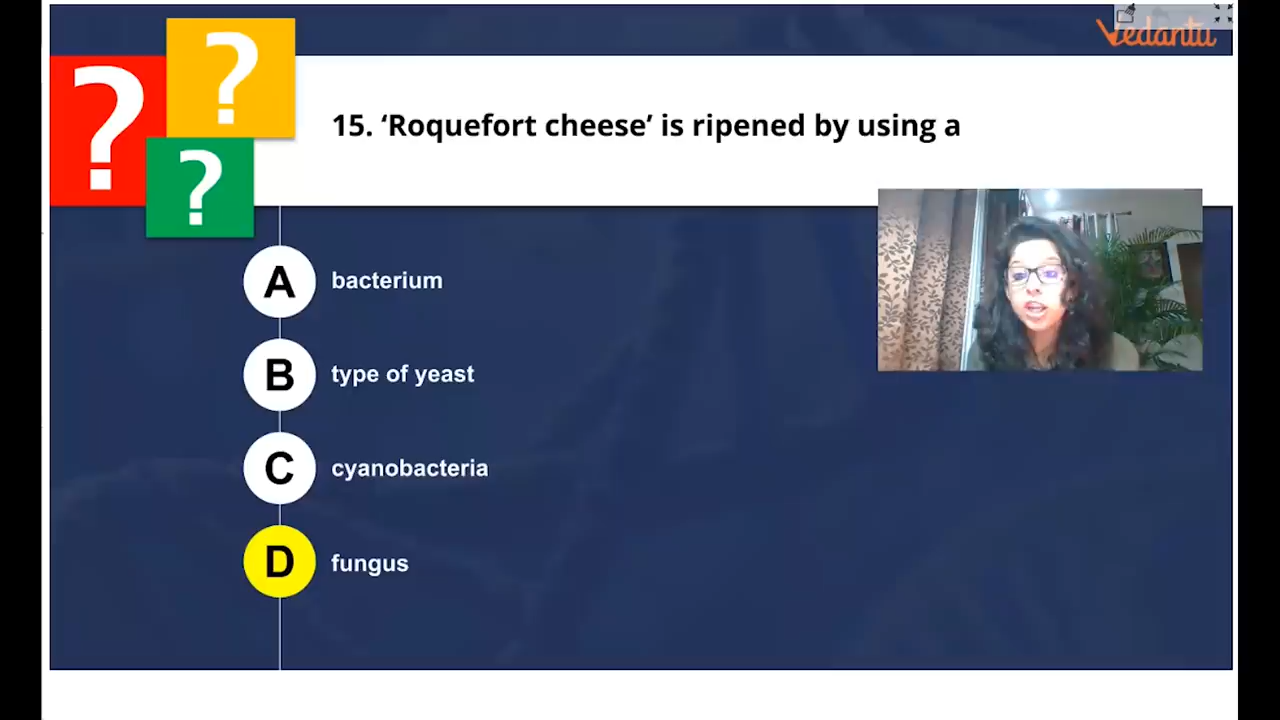 Vedantu
?
?
?
15. ‘Roquefort cheese’ is ripened by using a
A bacterium
B type of yeast
C cyanobacteria
D fungus